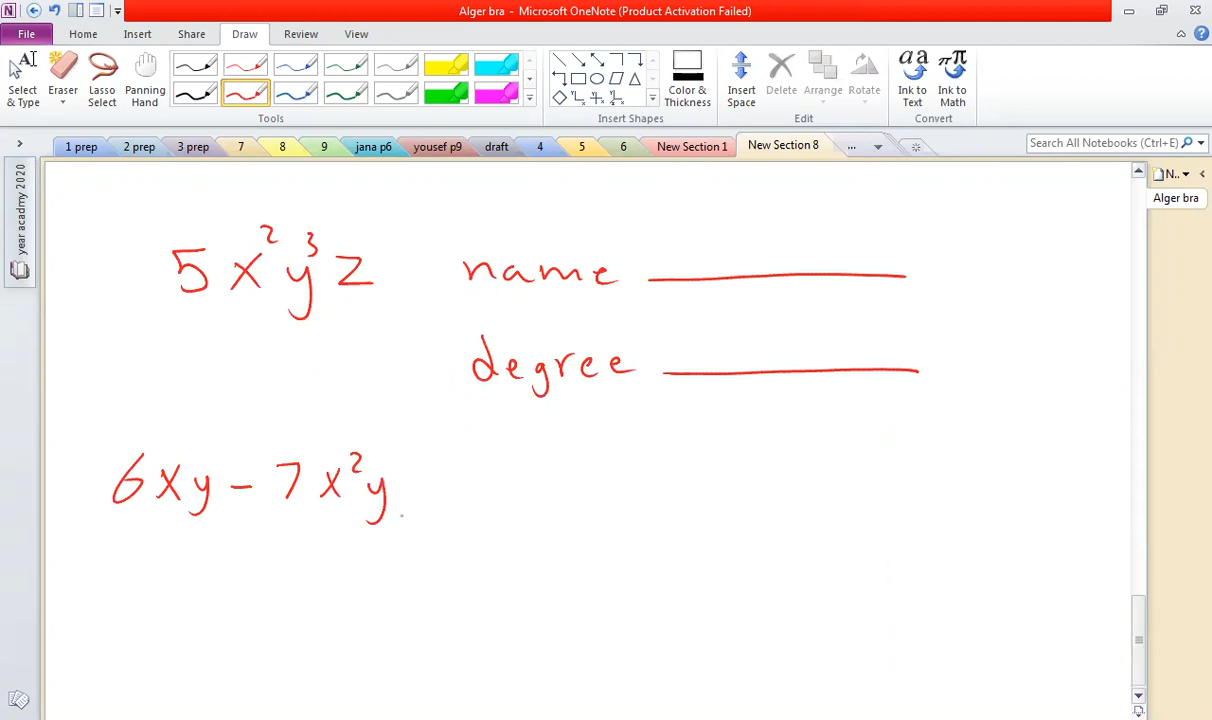 Alger bra - Microsoft OneNote (Product Activation Failed)
File Home Insert Share Draw Review View
Select & Type Eraser Lasso Select Panning Hand Color & Thickness Insert Space Delete Arrange Rotate Ink to Text Ink to Math
Tools Insert Shapes Edit Convert
1 prep 2 prep 3 prep 7 8 9 jana p6 yousef p9 draft 4 5 6 New Section 1 New Section 8 ... Search All Notebooks (Ctrl+E)
N..
Alger bra
year acadmy 2020
5x²y³z name
degree
6xy - 7x²y